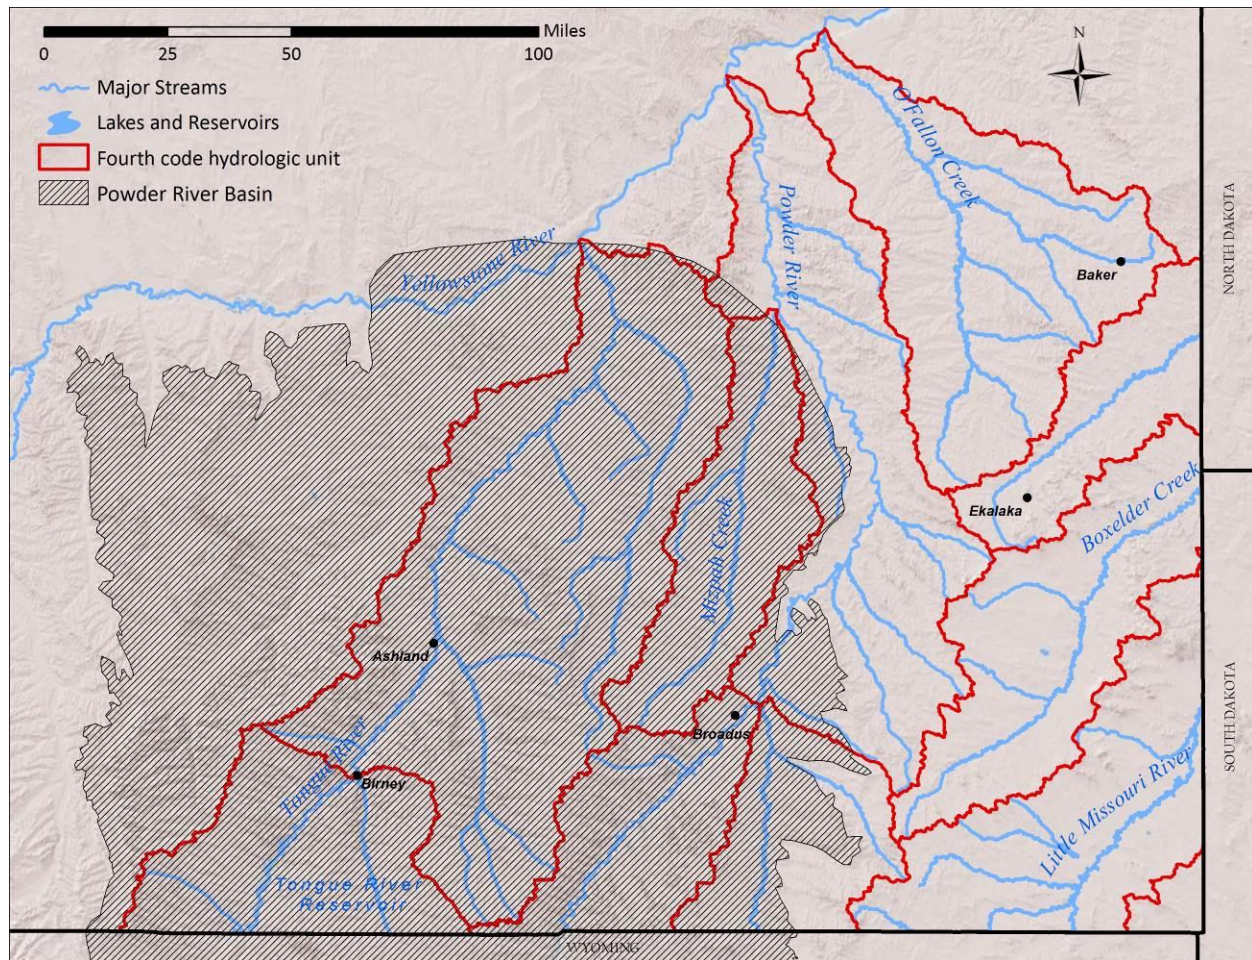 Miles
0 25 50 100
Major Streams
Lakes and Reservoirs
Fourth code hydrologic unit
Powder River Basin
N
O'Fallon Creek
Powder River
Yellowstone River
Baker
NORTH DAKOTA
Ekalaka
Boxelder Creek
Mizpah Creek
Ashland
Broadus
Tongue River
Birney
Little Missouri River
SOUTH DAKOTA
Tongue River
Reservoir
WYOMING